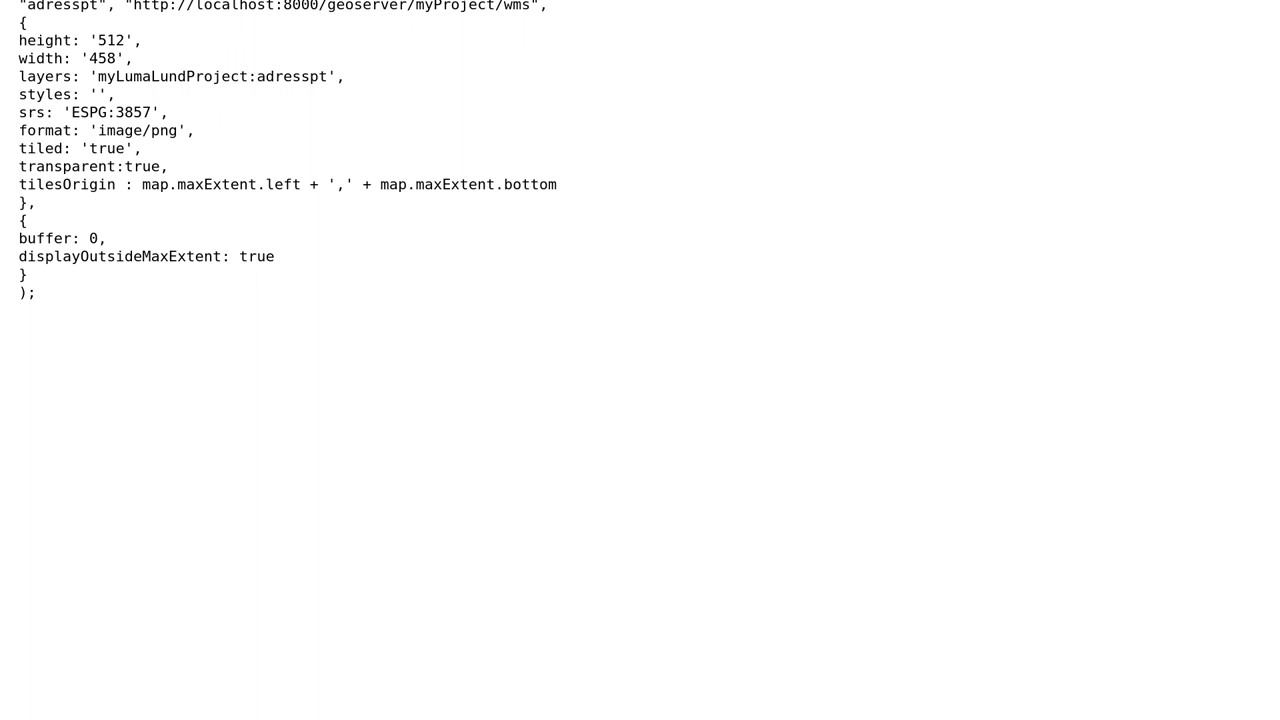 "adresspt", "http://localhost:8000/geoserver/myProject/wms",
{
height: '512',
width: '458',
layers: 'myLumaLundProject:adresspt',
styles: '',
srs: 'ESPG:3857',
format: 'image/png',
tiled: 'true',
transparent:true,
tilesOrigin : map.maxExtent.left + ',' + map.maxExtent.bottom
},
{
buffer: 0,
displayOutsideMaxExtent: true
}
);